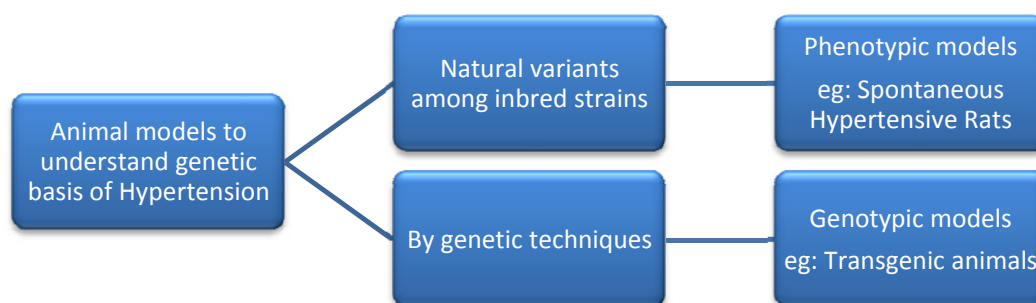 Animal models to
understand genetic
basis of Hypertension
Natural variants
among inbred strains
Phenotypic models
eg: Spontaneous
Hypertensive Rats
By genetic techniques
Genotypic models
eg: Transgenic animals